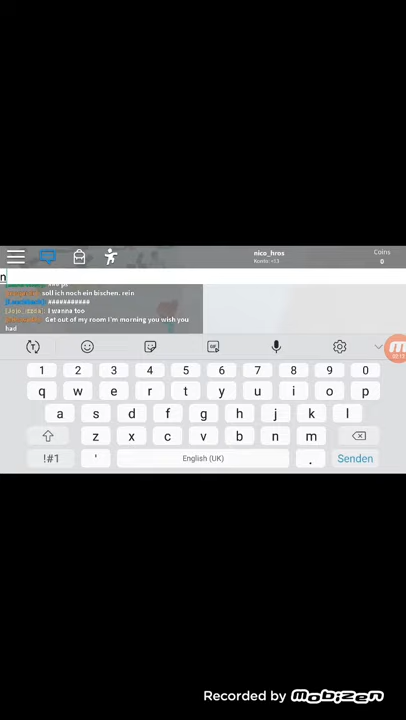 nico_hros
Konto: <13
Coins
0
n
soll ich noch ein bischen. rein
###########
I wanna too
Get out of my room I'm morning you wish you
had
1 2 3 4 5 6 7 8 9 0
q w e r t y u i o p
a s d f g h j k l
z x c v b n m
!#1 ' English (UK) . Senden
Recorded by Mobizen